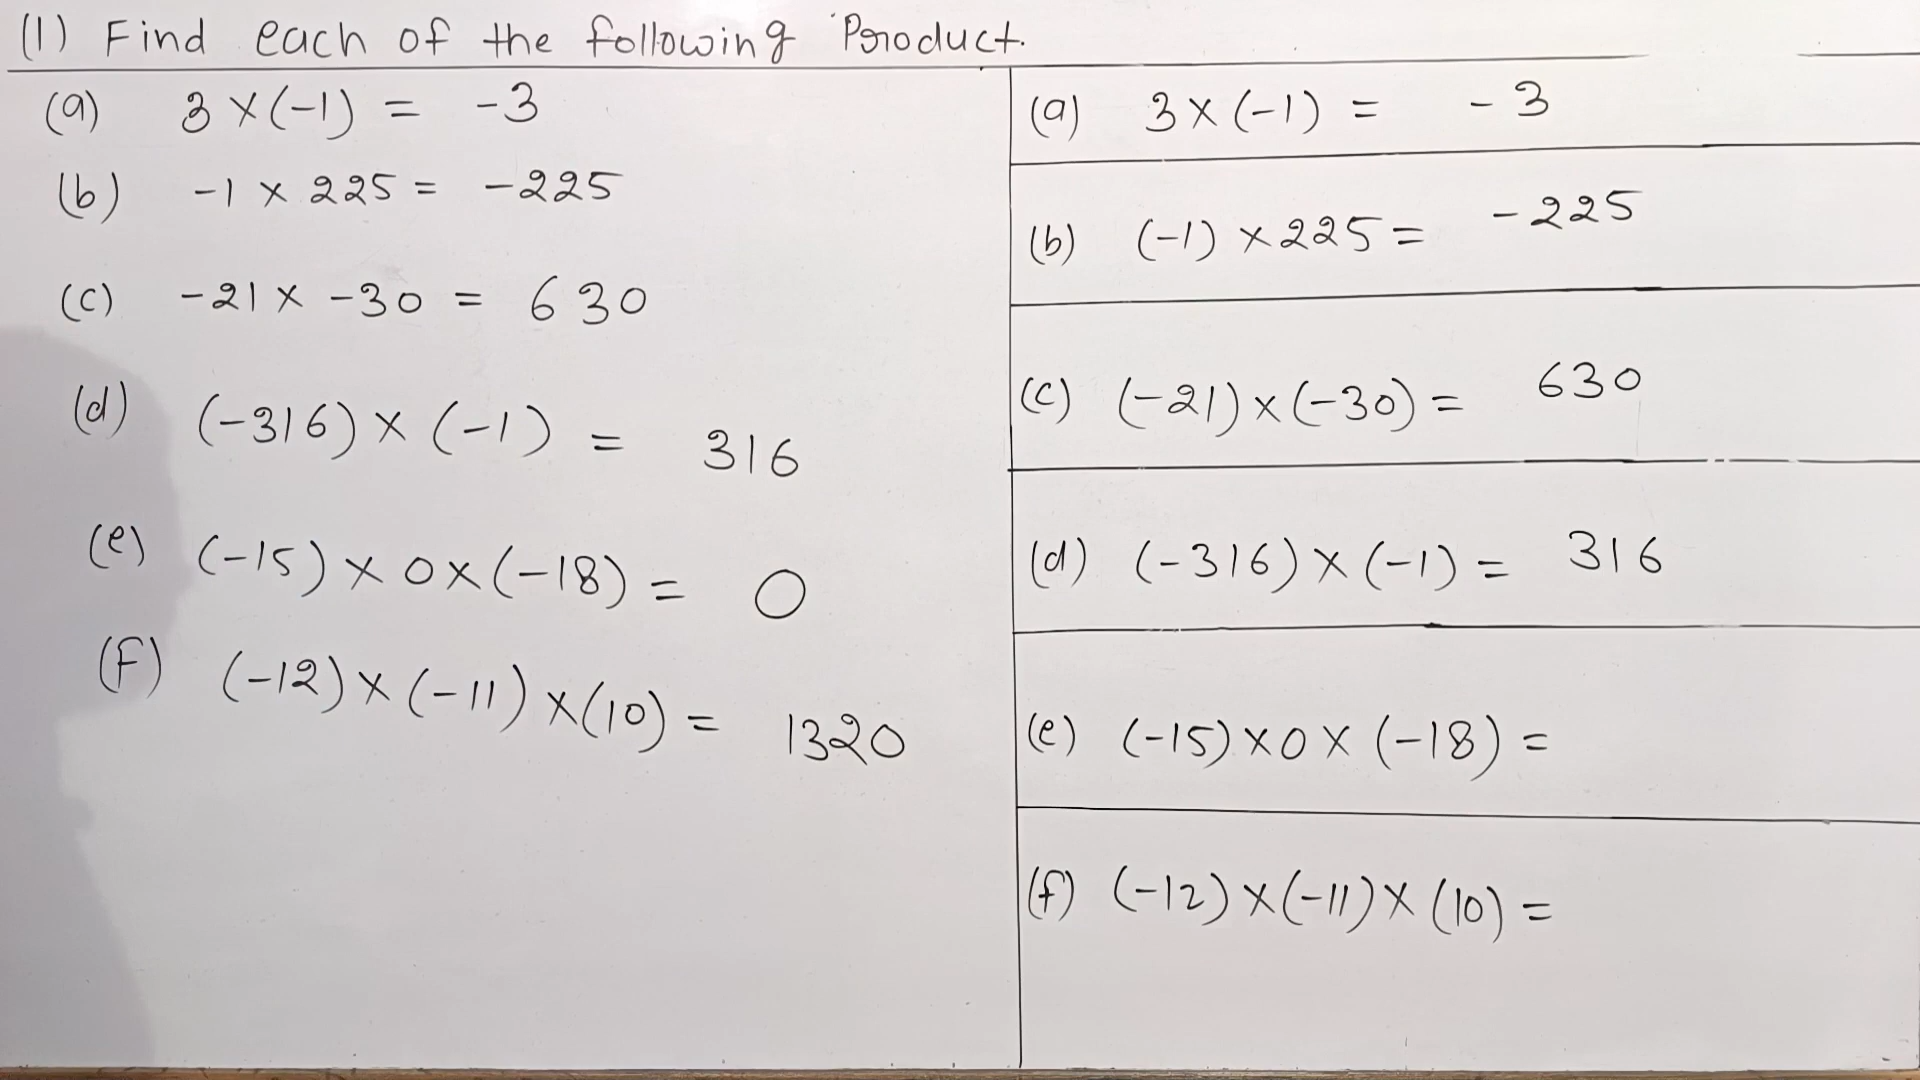 (1) Find each of the following Product.
(a) 3 × (-1) = -3
(b) -1 × 225 = -225
(c) -21 × -30 = 630
(d) (-316) × (-1) = 316
(e) (-15) × 0 × (-18) = 0
(F) (-12) × (-11) × (10) = 1320
(a) 3 × (-1) = -3
(b) (-1) × 225 = -225
(c) (-21) × (-30) = 630
(d) (-316) × (-1) = 316
(e) (-15) × 0 × (-18) =
(f) (-12) × (-11) × (10) =